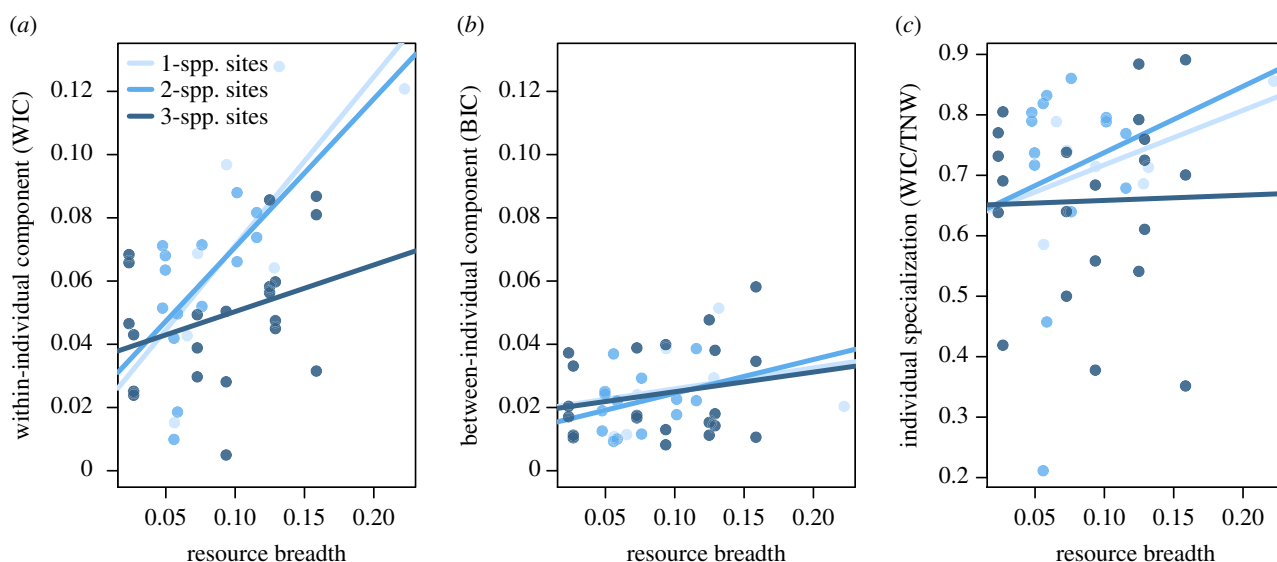 (a)
within-individual component (WIC)
0.12
0.10
0.08
0.06
0.04
0.02
0
1-spp. sites
2-spp. sites
3-spp. sites
0.05 0.10 0.15 0.20
resource breadth
(b)
between-individual component (BIC)
0.12
0.10
0.08
0.06
0.04
0.02
0
0.05 0.10 0.15 0.20
resource breadth
(c)
individual specialization (WIC/TNW)
0.9
0.8
0.7
0.6
0.5
0.4
0.3
0.2
0.05 0.10 0.15 0.20
resource breadth